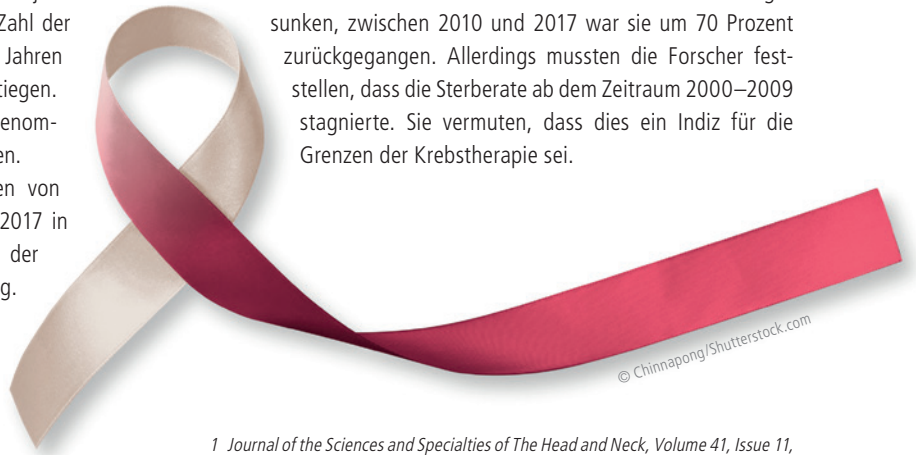 Zahl der
Jahren
tiegen.
enom-
en.
en von
2017 in
der
g.
sunken, zwischen 2010 und 2017 war sie um 70 Prozent
zurückgegangen. Allerdings mussten die Forscher fest-
stellen, dass die Sterberate ab dem Zeitraum 2000–2009
stagnierte. Sie vermuten, dass dies ein Indiz für die
Grenzen der Krebstherapie sei.
© Chinnapong/Shutterstock.com
1 Journal of the Sciences and Specialties of The Head and Neck, Volume 41, Issue 11,